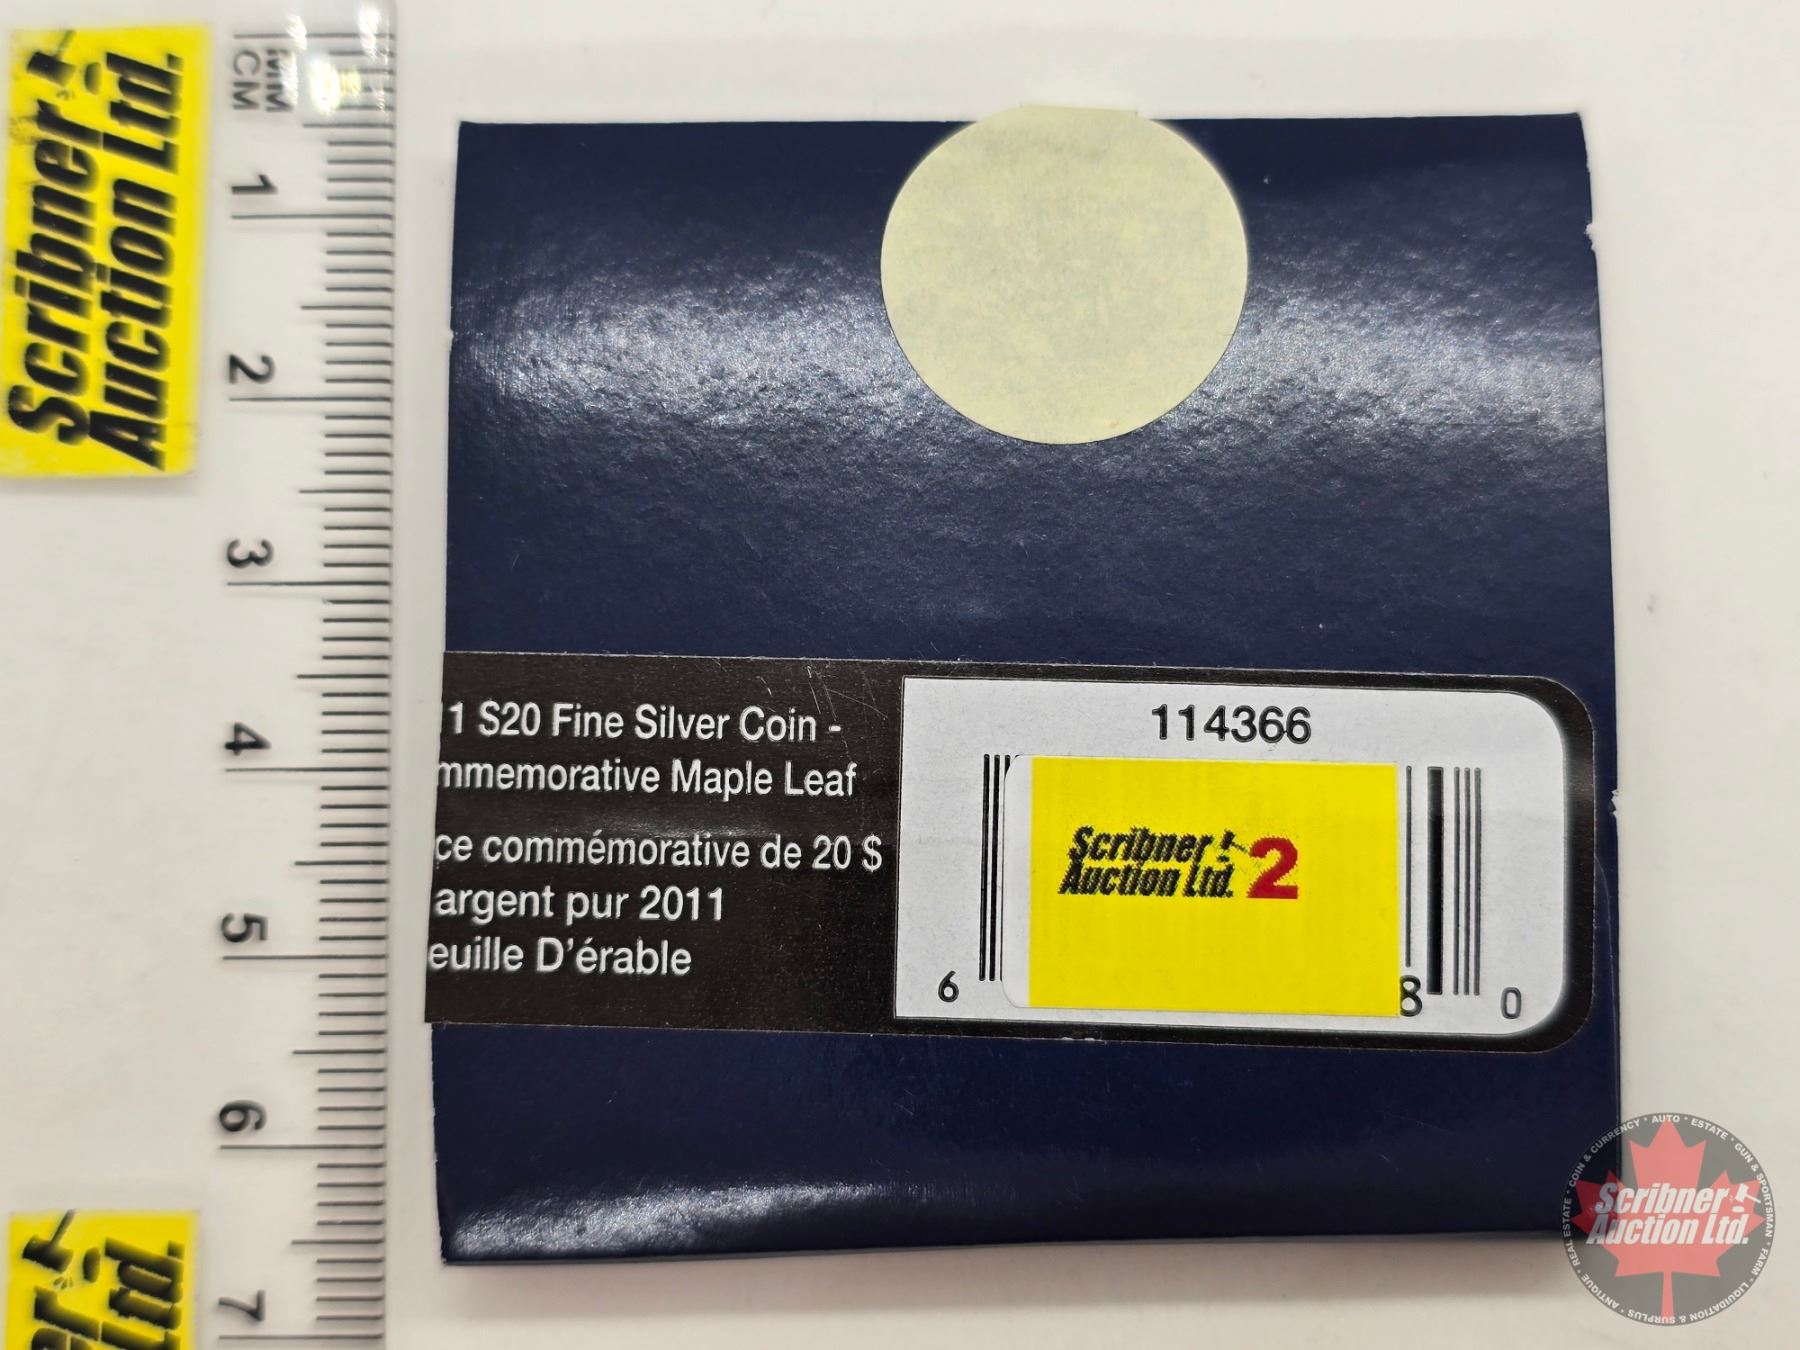 Scribner
Auction Ltd.
MM
CM
1
2
3
4
5
6
7
1 $20 Fine Silver Coin -
mmemorative Maple Leaf
ce commémorative de 20 $
argent pur 2011
euille D'érable
114366
Scribner
Auction Ltd. 2
6 8 0
Ltd.
COIN & CURRENCY • AUTO • ESTATE • GUN & SPORTSMAN • FARM • LIQUIDATION & SURPLUS • ANTIQUE • REAL ESTATE •
Scribner
Auction Ltd.